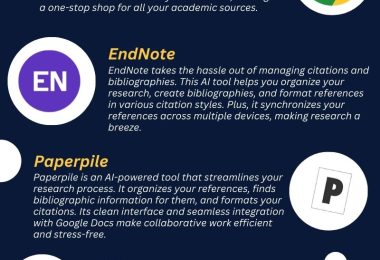 a one-stop shop for all your academic sources.
EndNote
EN
EndNote takes the hassle out of managing citations and
bibliographies. This AI tool helps you organize your
research, create bibliographies, and format references
in various citation styles. Plus, it synchronizes your
references across multiple devices, making research a
breeze.
Paperpile
Paperpile is an AI-powered tool that streamlines your
research process. It organizes your references, finds
bibliographic information for them, and formats your
citations. Its clean interface and seamless integration
with Google Docs make collaborative work efficient
and stress-free.
P